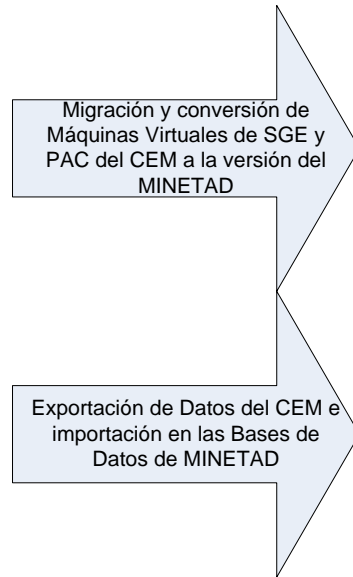 Migración y conversión de
Máquinas Virtuales de SGE y
PAC del CEM a la versión del
MINETAD
Exportación de Datos del CEM e
importación en las Bases de
Datos de MINETAD